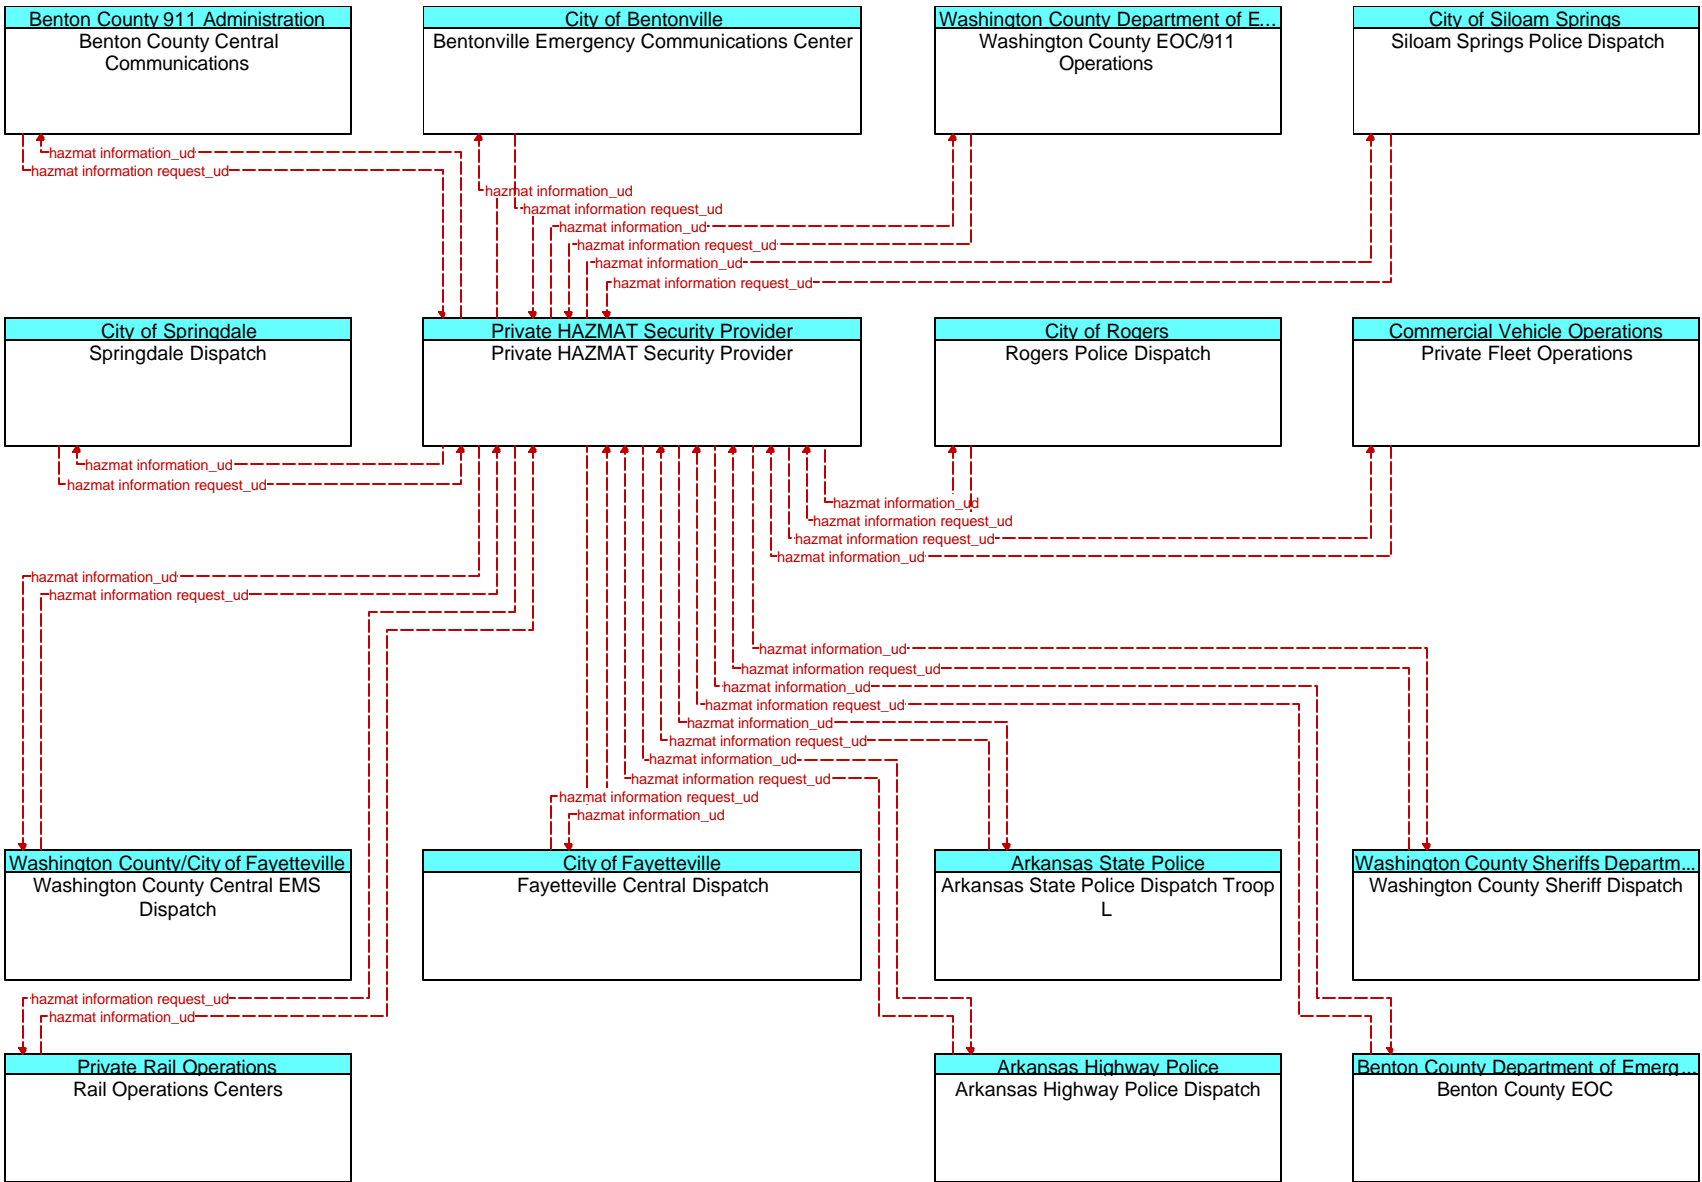 Benton County 911 Administration
Benton County Central
Communications
City of Bentonville
Bentonville Emergency Communications Center
Washington County Department of E...
Washington County EOC/911
Operations
City of Siloam Springs
Siloam Springs Police Dispatch
hazmat information_ud
hazmat information request_ud
hazmat information_ud
hazmat information request_ud
hazmat information_ud
hazmat information request_ud
hazmat information_ud
hazmat information request_ud
City of Springdale
Springdale Dispatch
Private HAZMAT Security Provider
Private HAZMAT Security Provider
City of Rogers
Rogers Police Dispatch
Commercial Vehicle Operations
Private Fleet Operations
hazmat information_ud
hazmat information request_ud
hazmat information_ud
hazmat information request_ud
hazmat information request_ud
hazmat information_ud
hazmat information_ud
hazmat information request_ud
hazmat information_ud
hazmat information request_ud
hazmat information_ud
hazmat information request_ud
hazmat information_ud
hazmat information request_ud
hazmat information_ud
hazmat information request_ud
hazmat information request_ud
hazmat information_ud
Washington County/City of Fayetteville
Washington County Central EMS
Dispatch
City of Fayetteville
Fayetteville Central Dispatch
Arkansas State Police
Arkansas State Police Dispatch Troop
L
Washington County Sheriffs Departm...
Washington County Sheriff Dispatch
hazmat information request_ud
hazmat information_ud
Private Rail Operations
Rail Operations Centers
Arkansas Highway Police
Arkansas Highway Police Dispatch
Benton County Department of Emerg...
Benton County EOC